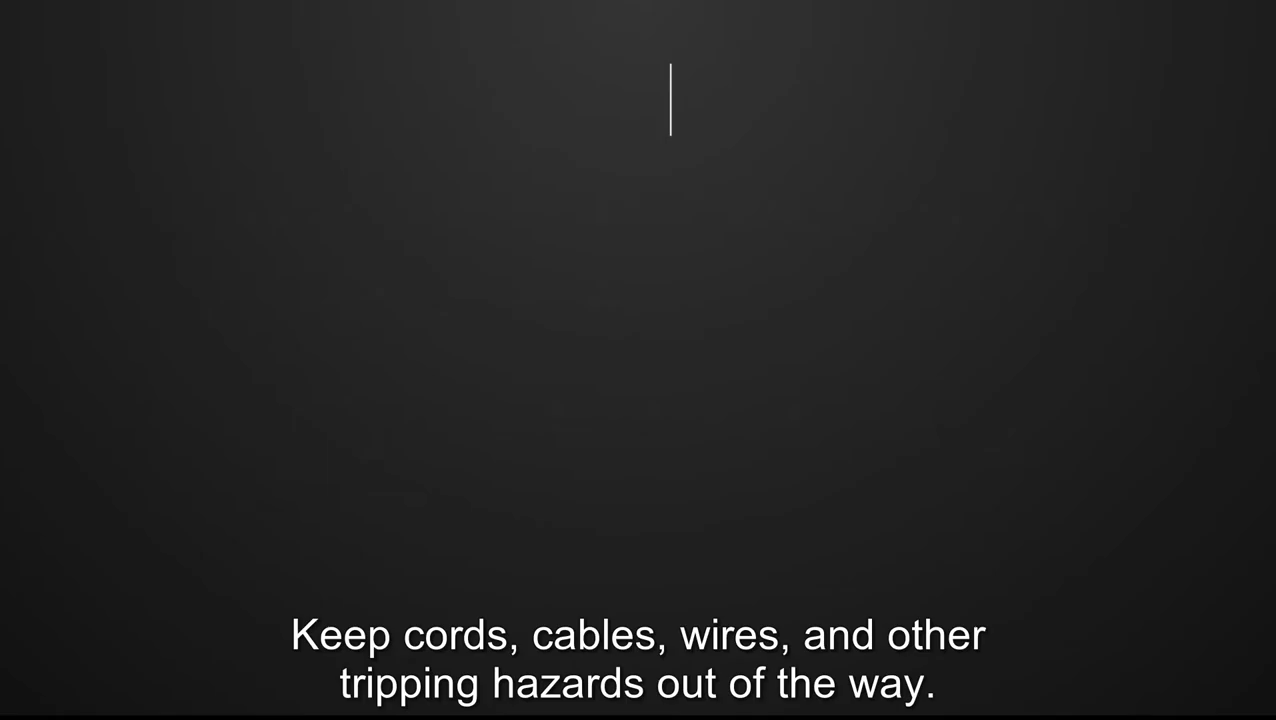 Keep cords, cables, wires, and other
tripping hazards out of the way.